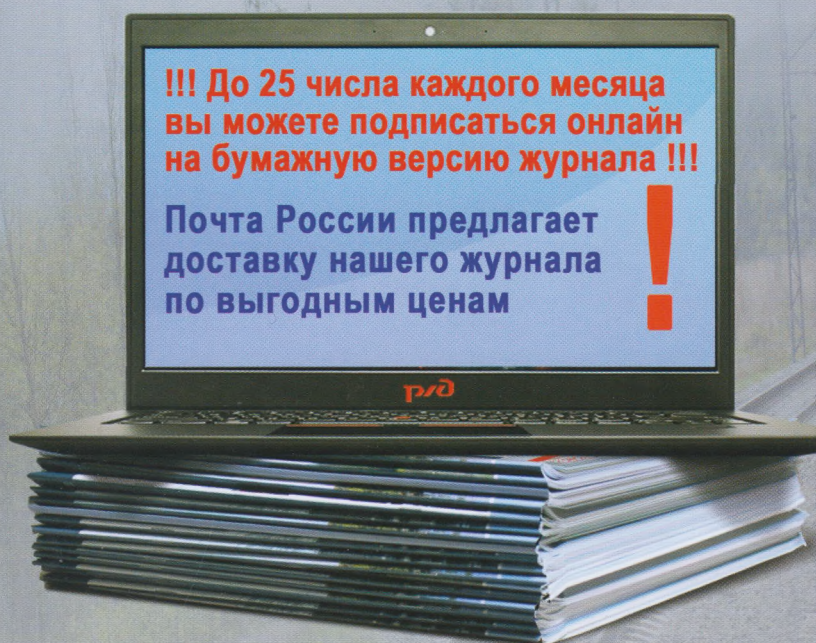 !!! До 25 числа каждого месяца
вы можете подписаться онлайн
на бумажную версию журнала !!!
Почта России предлагает
доставку нашего журнала
по выгодным ценам
!
ржд